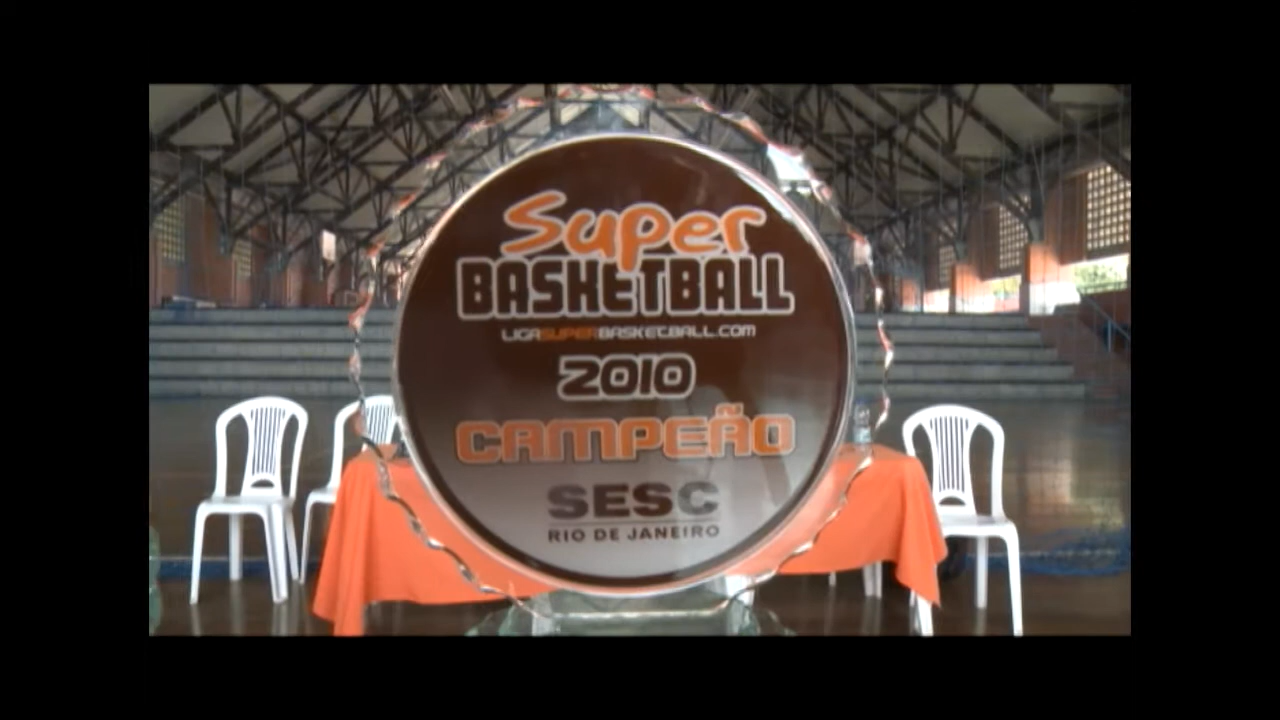 Super
BASKETBALL
LIGASUPERBASKETBALL.COM
2010
CAMPEÃO
SESC
RIO DE JANEIRO